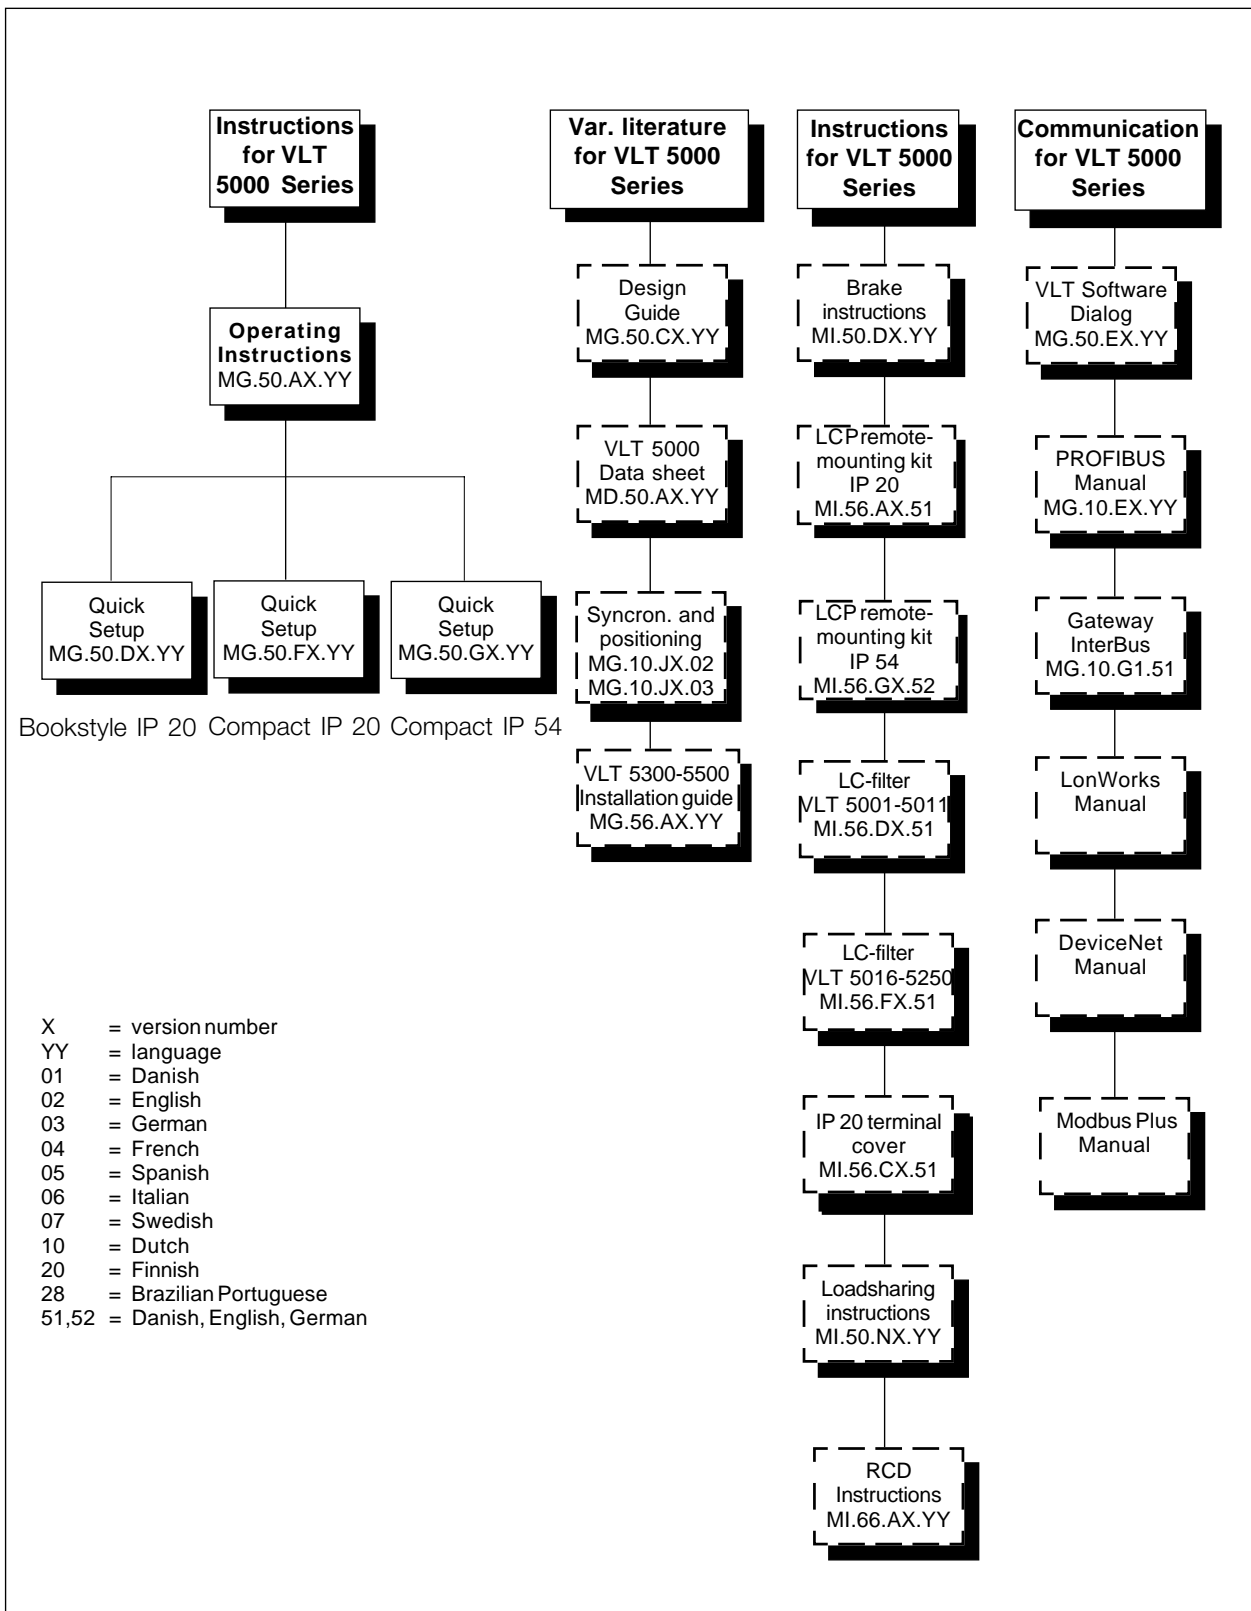 Instructions
for VLT
5000 Series
Operating
Instructions
MG.50.AX.YY
Quick
Setup
MG.50.DX.YY
Bookstyle IP 20
Quick
Setup
MG.50.FX.YY
Compact IP 20
Quick
Setup
MG.50.GX.YY
Compact IP 54
Var. literature
for VLT 5000
Series
Design
Guide
MG.50.CX.YY
VLT 5000
Data sheet
MD.50.AX.YY
Syncron. and
positioning
MG.10.JX.02
MG.10.JX.03
VLT 5300-5500
Installation guide
MG.56.AX.YY
Instructions
for VLT 5000
Series
Brake
instructions
MI.50.DX.YY
LCP remote-
mounting kit
IP 20
MI.56.AX.51
LCP remote-
mounting kit
IP 54
MI.56.GX.52
LC-filter
VLT 5001-5011
MI.56.DX.51
LC-filter
VLT 5016-5250
MI.56.FX.51
IP 20 terminal
cover
MI.56.CX.51
Loadsharing
instructions
MI.50.NX.YY
RCD
Instructions
MI.66.AX.YY
Communication
for VLT 5000
Series
VLT Software
Dialog
MG.50.EX.YY
PROFIBUS
Manual
MG.10.EX.YY
Gateway
InterBus
MG.10.G1.51
LonWorks
Manual
DeviceNet
Manual
Modbus Plus
Manual
X = version number
YY = language
01 = Danish
02 = English
03 = German
04 = French
05 = Spanish
06 = Italian
07 = Swedish
10 = Dutch
20 = Finnish
28 = Brazilian Portuguese
51,52 = Danish, English, German